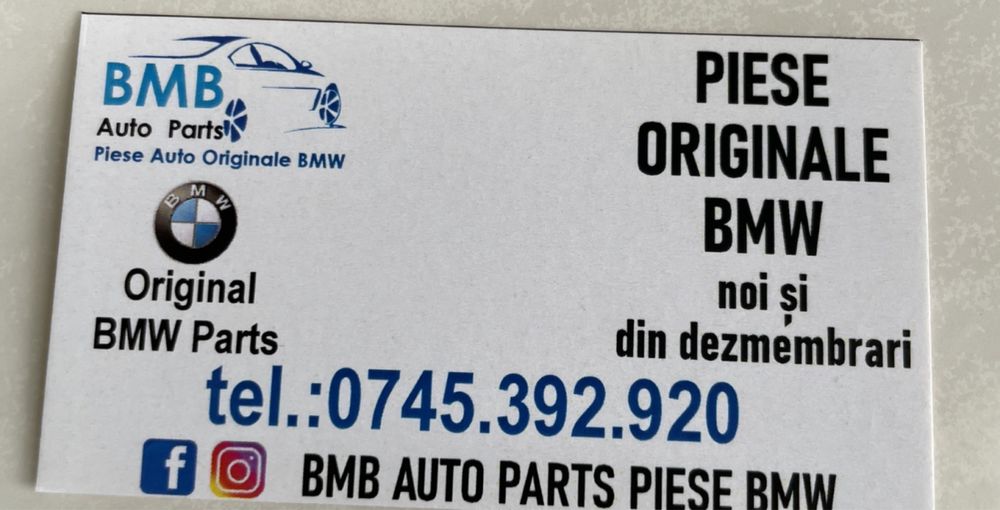 BMB
Auto Parts
Piese Auto Originale BMW
BMW
Original
BMW Parts
PIESE
ORIGINALE
BMW
noi și
din dezmembrari
tel.:0745.392.920
f
BMB AUTO PARTS PIESE BMW